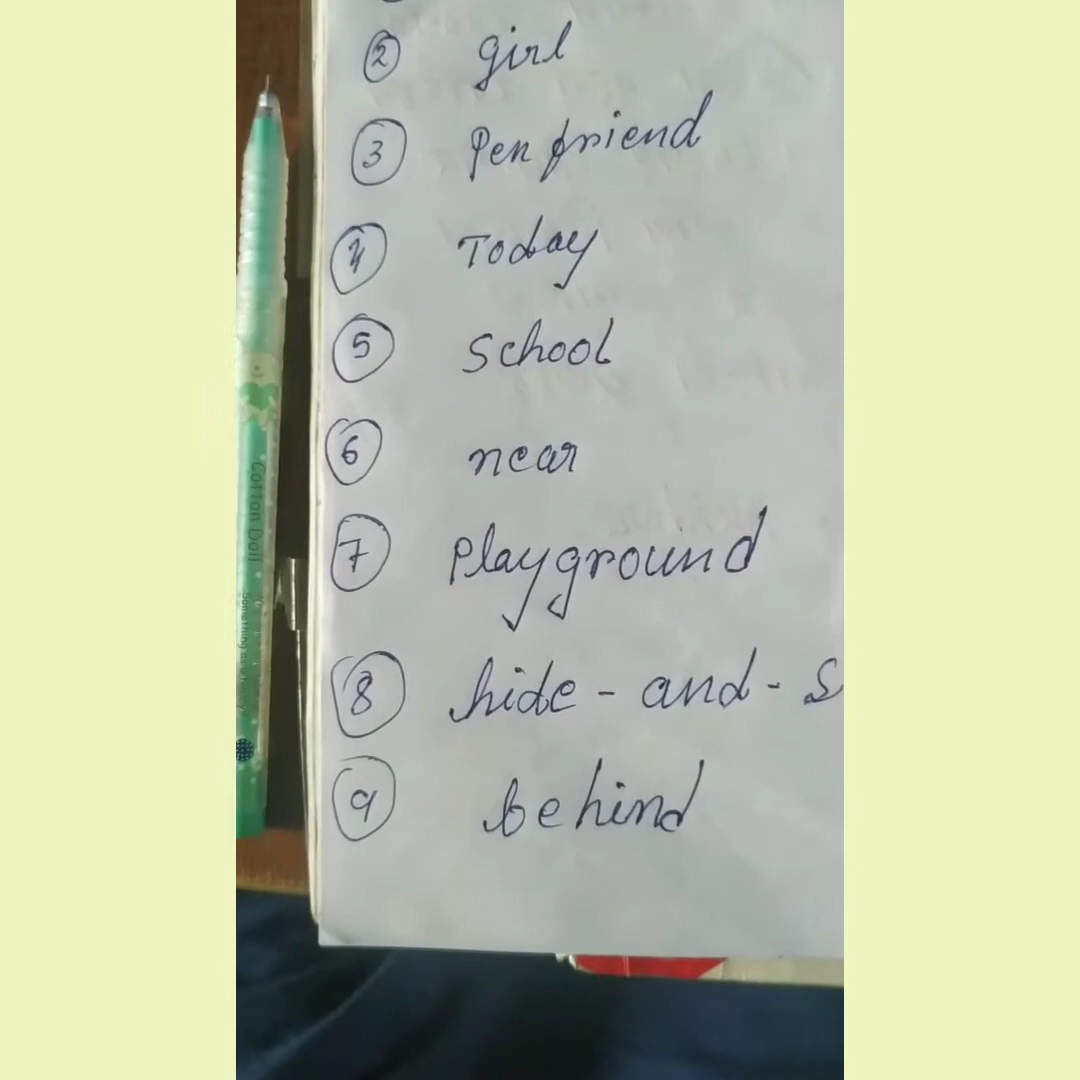 ② girl
③ Pen friend
④ Today
⑤ School
⑥ near
⑦ Playground
⑧ hide - and - S
⑨ behind
Cotton Doll